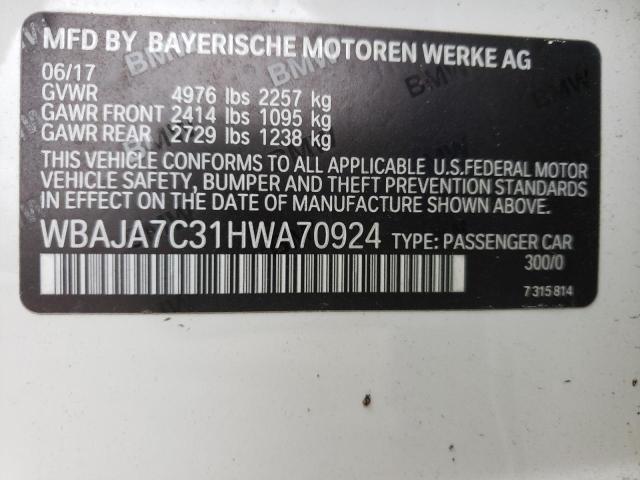 MFD BY BAYERISCHE MOTOREN WERKE AG
06/17
GVWR 4976 lbs 2257 kg
GAWR FRONT 2414 lbs 1095 kg
GAWR REAR 2729 lbs 1238 kg
THIS VEHICLE CONFORMS TO ALL APPLICABLE U.S.FEDERAL MOTOR
VEHICLE SAFETY, BUMPER AND THEFT PREVENTION STANDARDS
IN EFFECT ON THE DATE OF MANUFACTURE SHOWN ABOVE.
WBAJA7C31HWA70924 TYPE: PASSENGER CAR
300/0
7 315 814